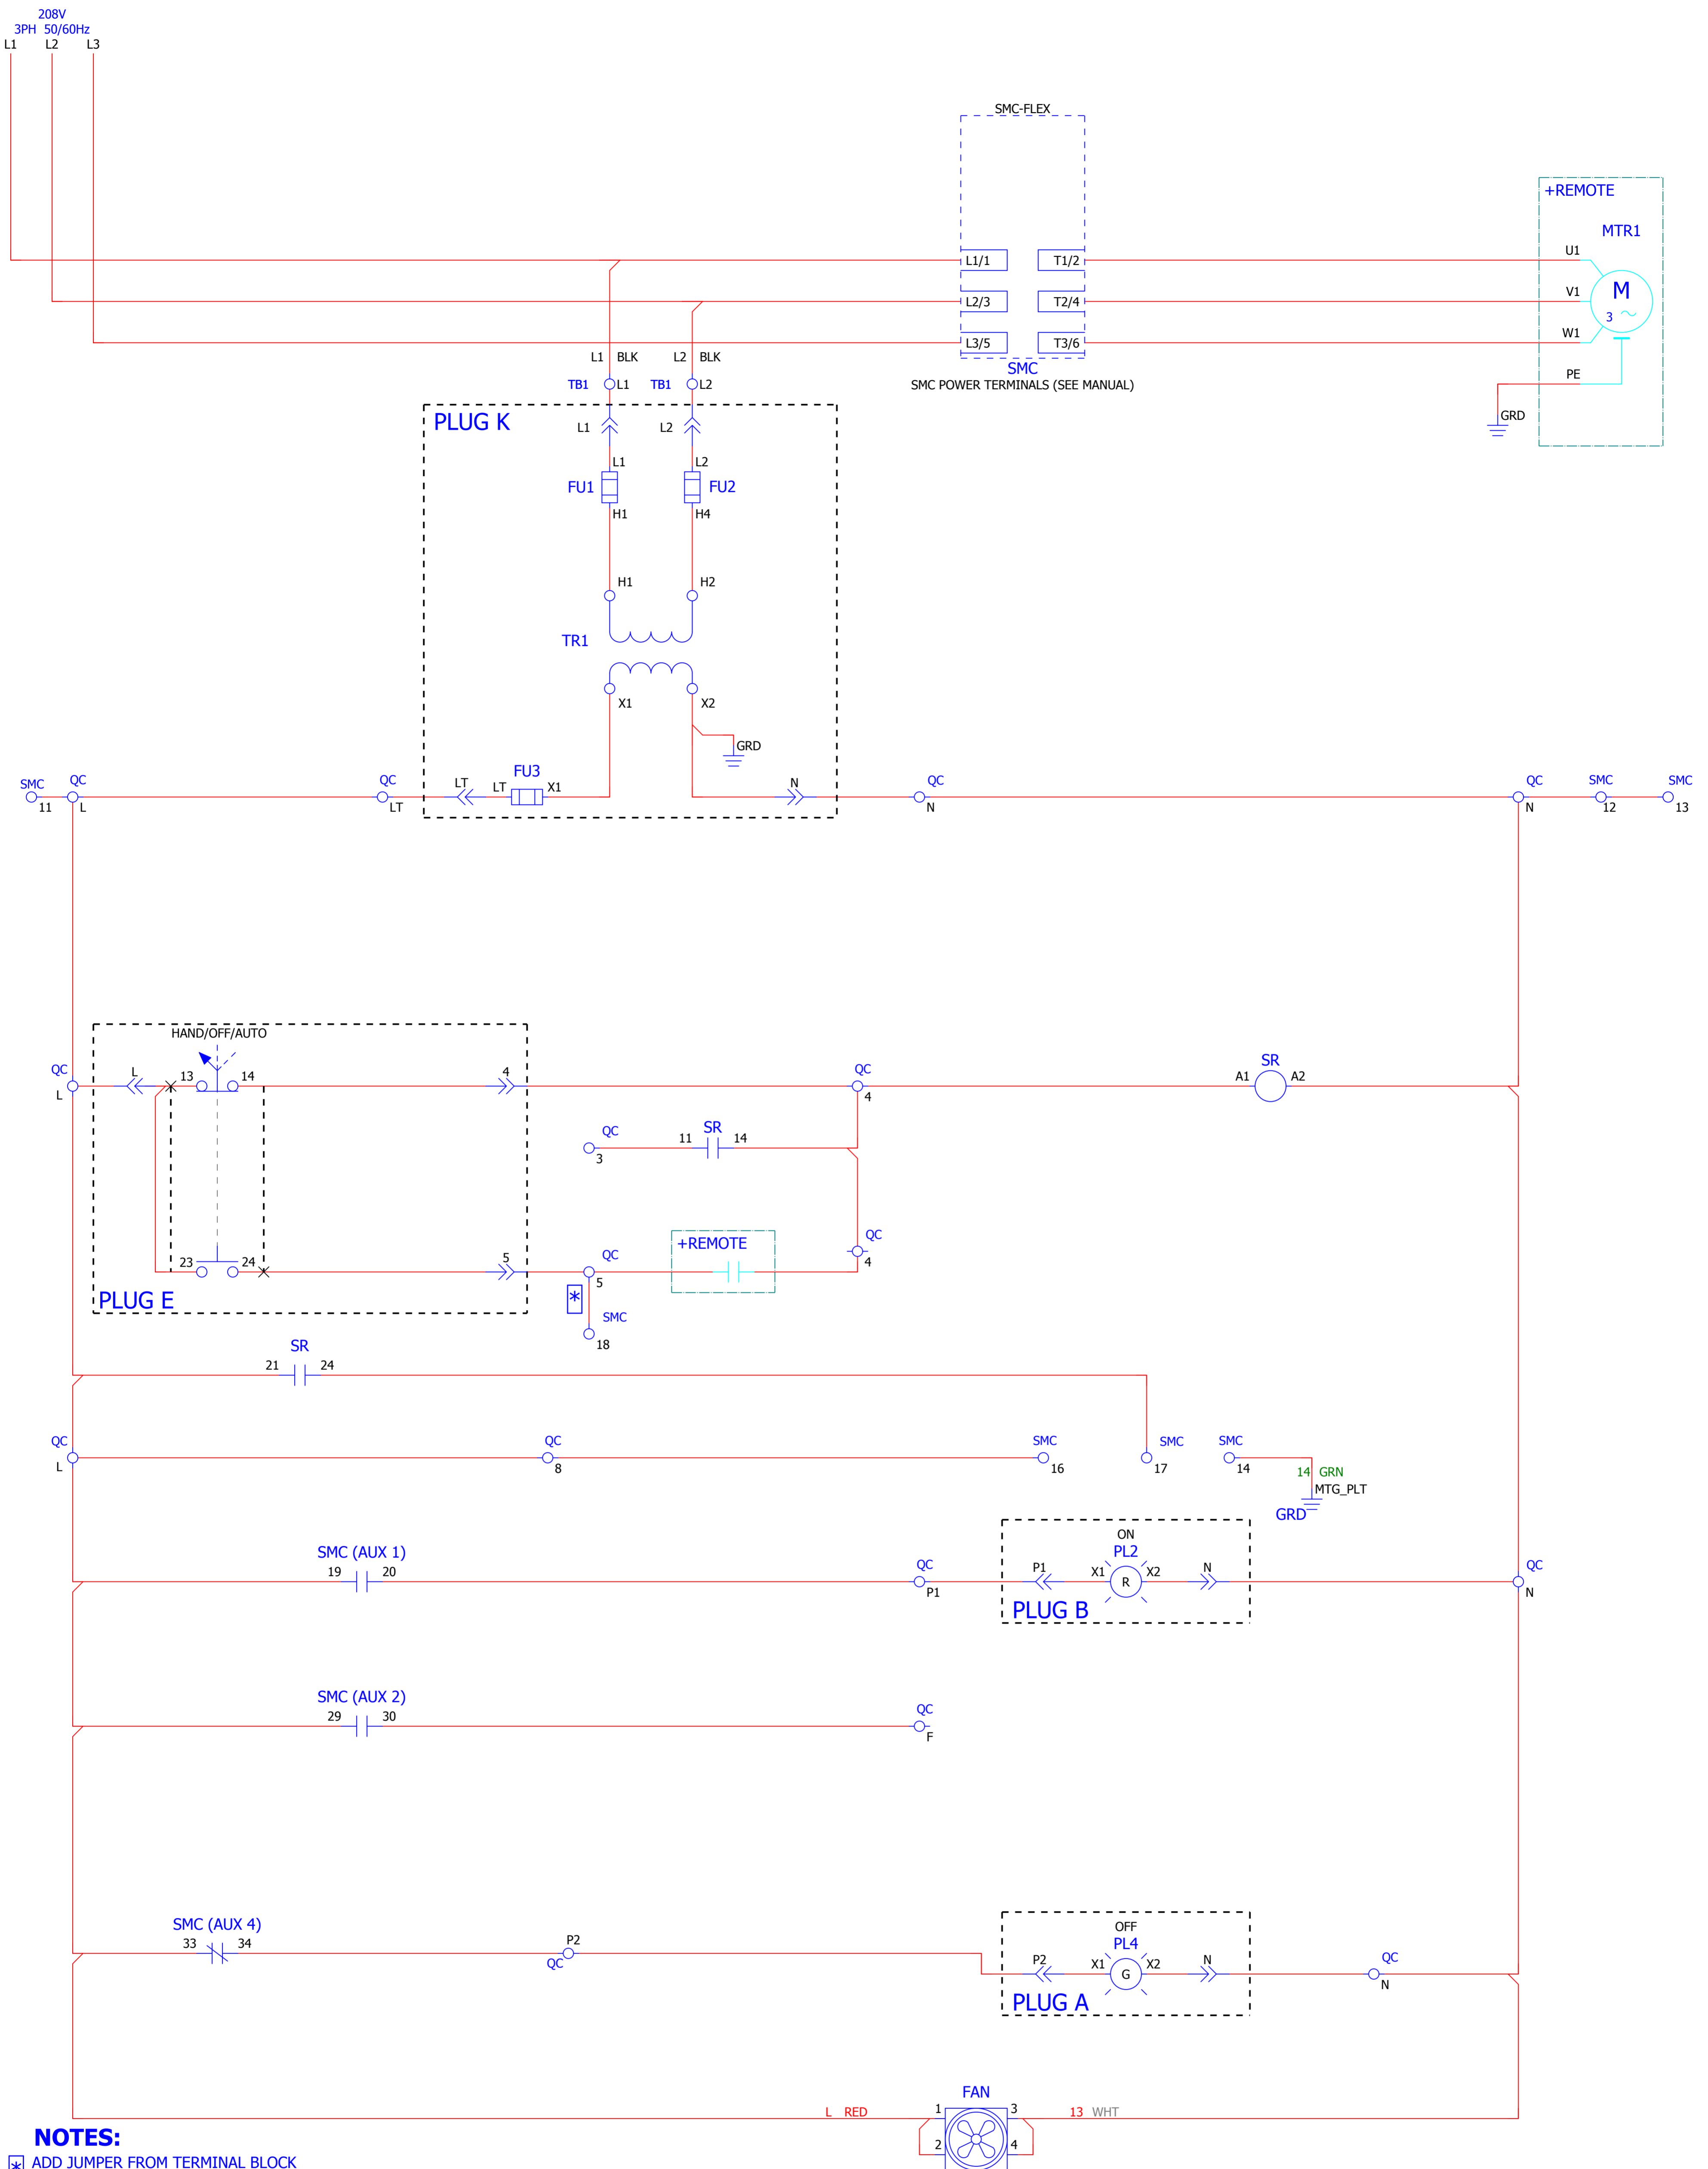 208V
3PH 50/60Hz
L1 L2 L3
SMC-FLEX
+REMOTE
MTR1
U1
L1/1 T1/2
M
3
V1
L2/3 T2/4
W1
L3/5 T3/6
L1 BLK L2 BLK
SMC
PE
TB1 L1 TB1 L2
SMC POWER TERMINALS (SEE MANUAL)
GRD
PLUG K
L1 L2
L1 L2
FU1 FU2
H1 H4
H1 H2
TR1
X1 X2
GRD
FU3
SMC QC QC LT LT X1 N QC QC SMC SMC
11 L LT N N 12 13
HAND/OFF/AUTO
QC L 13 14 4 QC SR
A1 A2
L 4
QC 11 SR 14
3
+REMOTE
QC
23 24 5 QC
5 4
PLUG E
*
SMC
18
SR
21 24
QC QC SMC SMC SMC
L 8 16 17 14
14 GRN
MTG_PLT
GRD
ON
SMC (AUX 1)
PL2
19 20 QC P1 X1 R X2 N QC
P1 N
PLUG B
SMC (AUX 2)
29 30 QC
F
SMC (AUX 4)
OFF
33 34 P2
PL4
QC
P2 X1 G X2 N QC
N
PLUG A
FAN
L RED 1 3 13 WHT
2 4
NOTES:
* ADD JUMPER FROM TERMINAL BLOCK